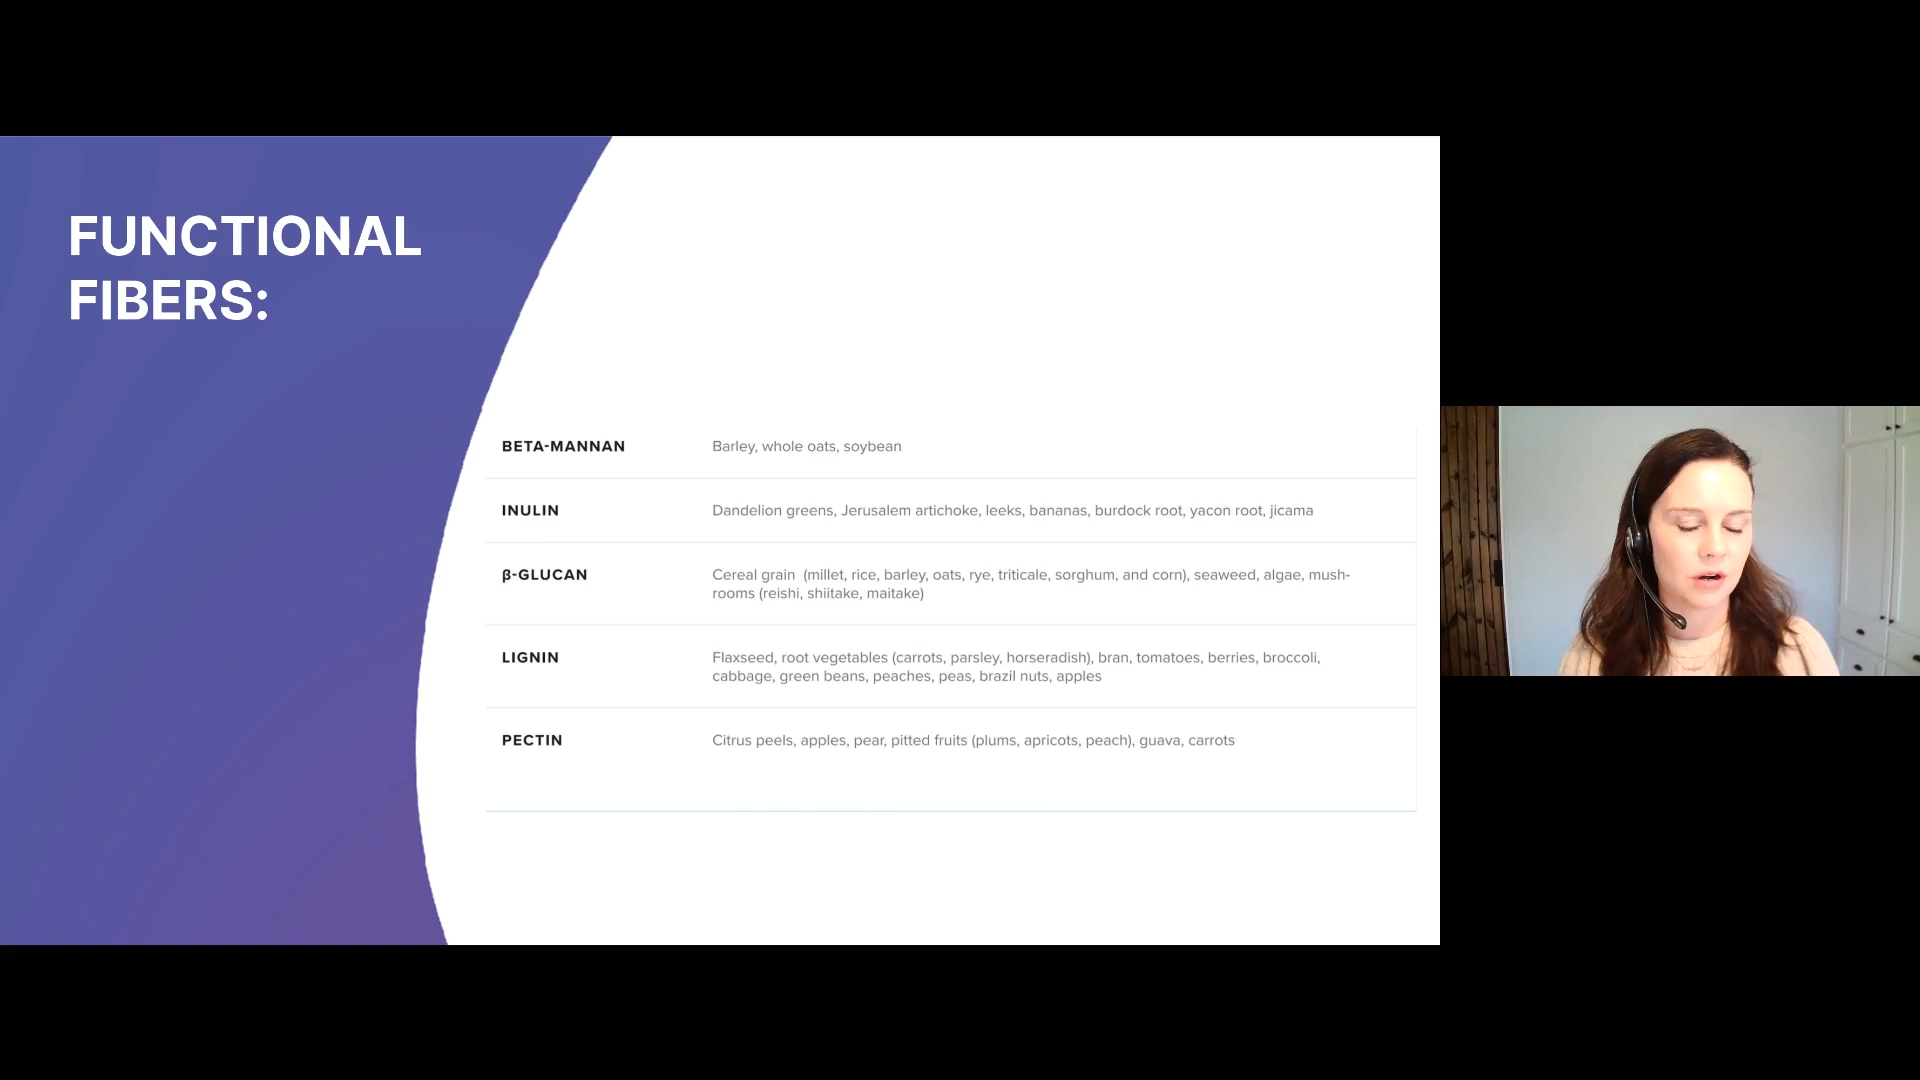 FUNCTIONAL
FIBERS:
BETA-MANNAN
Barley, whole oats, soybean
INULIN
Dandelion greens, Jerusalem artichoke, leeks, bananas, burdock root, yacon root, jicama
β-GLUCAN
Cereal grain (millet, rice, barley, oats, rye, triticale, sorghum, and corn), seaweed, algae, mush-
rooms (reishi, shiitake, maitake)
LIGNIN
Flaxseed, root vegetables (carrots, parsley, horseradish), bran, tomatoes, berries, broccoli,
cabbage, green beans, peaches, peas, brazil nuts, apples
PECTIN
Citrus peels, apples, pear, pitted fruits (plums, apricots, peach), guava, carrots